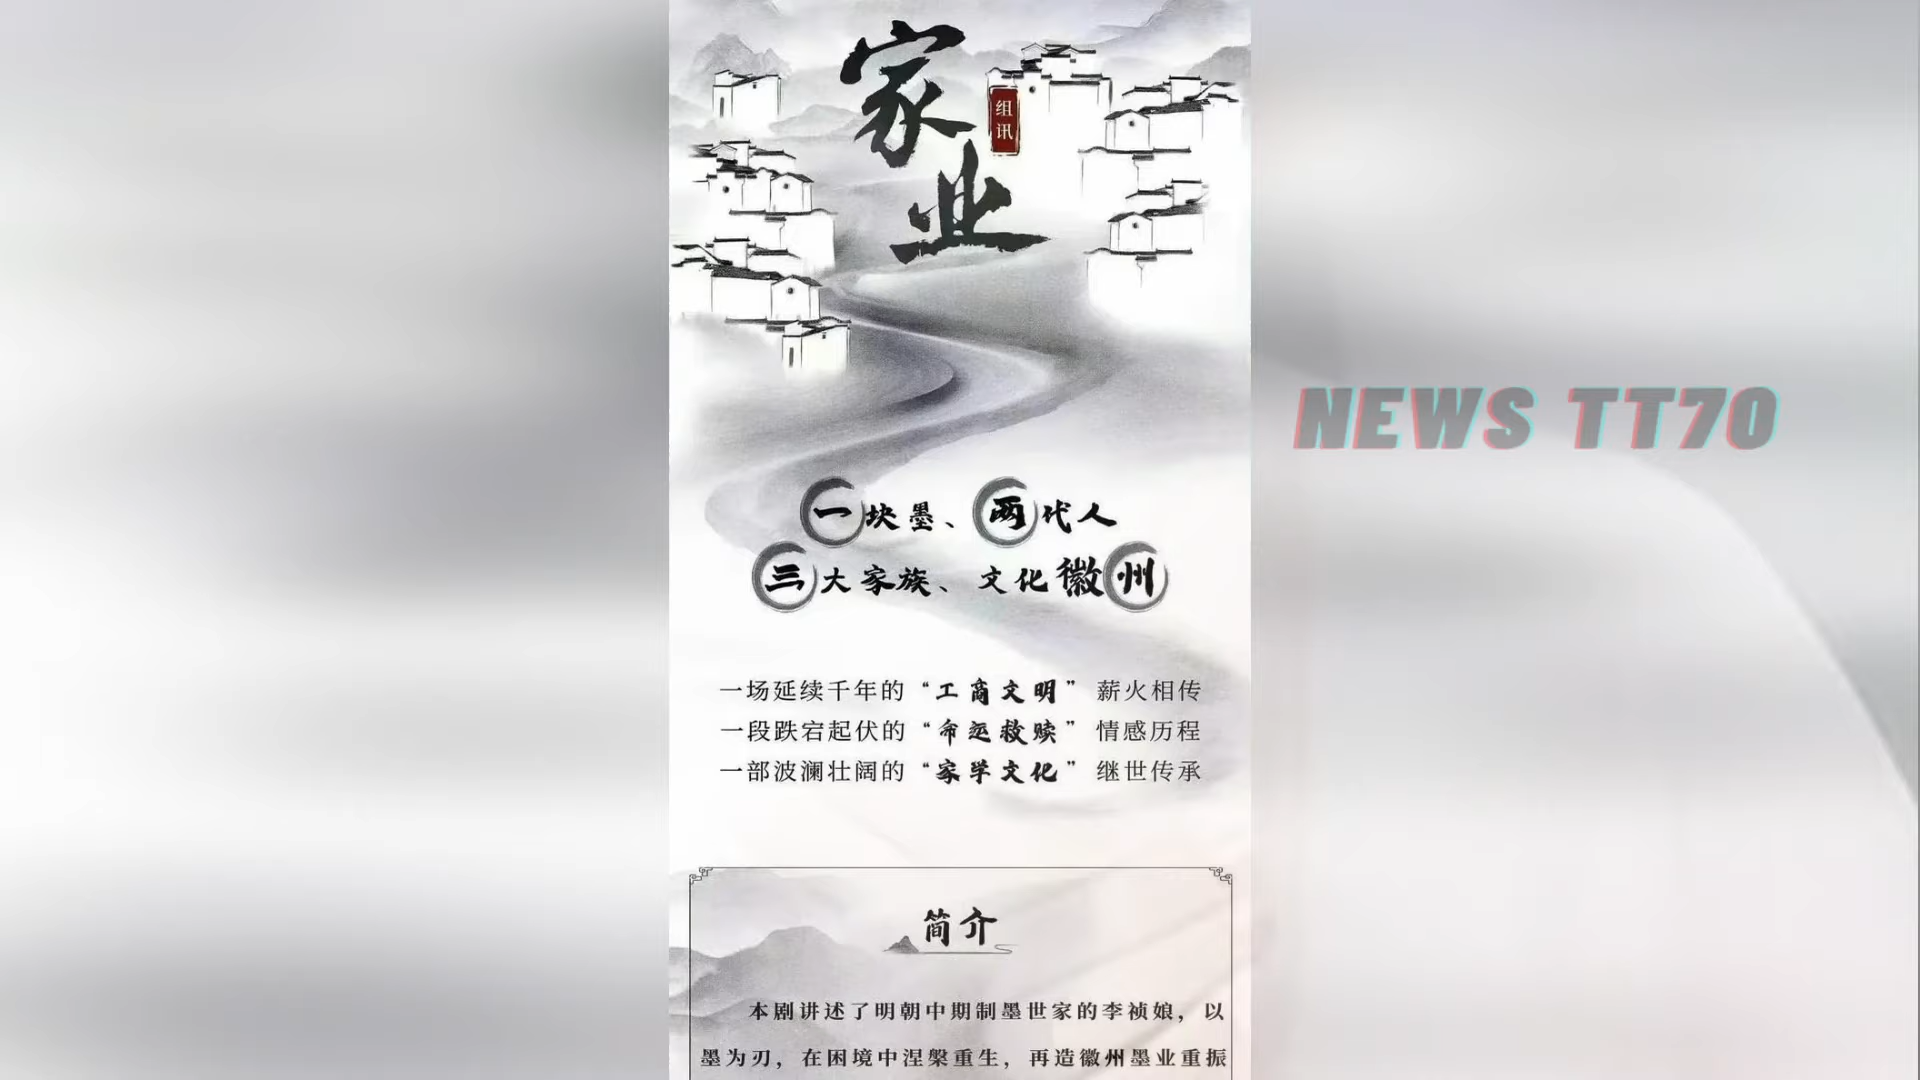 家业
组讯
NEWS TT70
一块墨、两代人
三大家族、文化徽州
一场延续千年的“工商文明”薪火相传
一段跌宕起伏的“命运救赎”情感历程
一部波澜壮阔的“家学文化”继世传承
简介
本剧讲述了明朝中期制墨世家的李祯娘，以
墨为刃，在困境中涅槃重生，再造徽州墨业重振